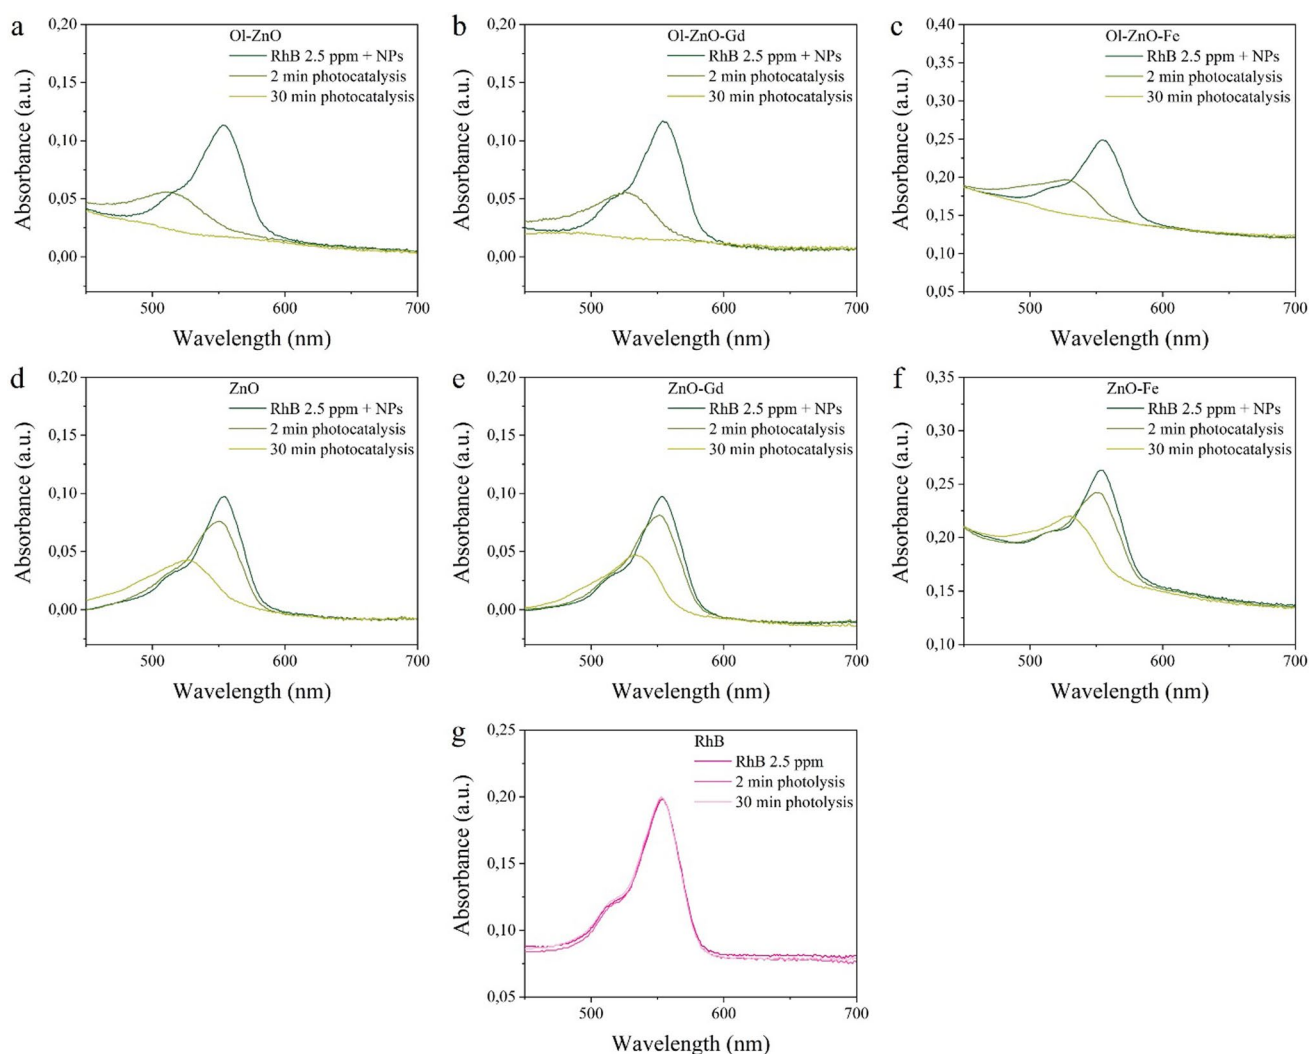 a
Ol-ZnO
RhB 2.5 ppm + NPs
2 min photocatalysis
30 min photocatalysis
0,20
0,15
0,10
0,05
0,00
Absorbance (a.u.)
500
600
700
Wavelength (nm)
b
Ol-ZnO-Gd
RhB 2.5 ppm + NPs
2 min photocatalysis
30 min photocatalysis
0,20
0,15
0,10
0,05
0,00
Absorbance (a.u.)
500
600
700
Wavelength (nm)
c
Ol-ZnO-Fe
RhB 2.5 ppm + NPs
2 min photocatalysis
30 min photocatalysis
0,40
0,35
0,30
0,25
0,20
0,15
0,10
0,05
Absorbance (a.u.)
500
600
700
Wavelength (nm)
d
ZnO
RhB 2.5 ppm + NPs
2 min photocatalysis
30 min photocatalysis
0,20
0,15
0,10
0,05
0,00
Absorbance (a.u.)
500
600
700
Wavelength (nm)
e
ZnO-Gd
RhB 2.5 ppm + NPs
2 min photocatalysis
30 min photocatalysis
0,20
0,15
0,10
0,05
0,00
Absorbance (a.u.)
500
600
700
Wavelength (nm)
f
ZnO-Fe
RhB 2.5 ppm + NPs
2 min photocatalysis
30 min photocatalysis
0,35
0,30
0,25
0,20
0,15
0,10
Absorbance (a.u.)
500
600
700
Wavelength (nm)
g
RhB
RhB 2.5 ppm
2 min photolysis
30 min photolysis
0,25
0,20
0,15
0,10
0,05
Absorbance (a.u.)
500
600
700
Wavelength (nm)